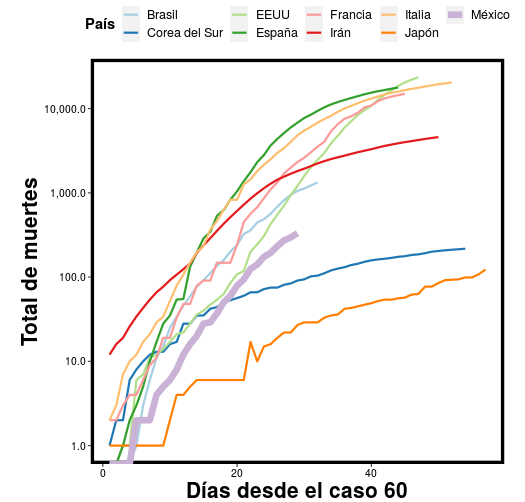 País Brasil EEUU Francia Italia México
Corea del Sur España Irán Japón
Total de muertes
10,000.0
1,000.0
100.0
10.0
1.0
0 20 40
Días desde el caso 60